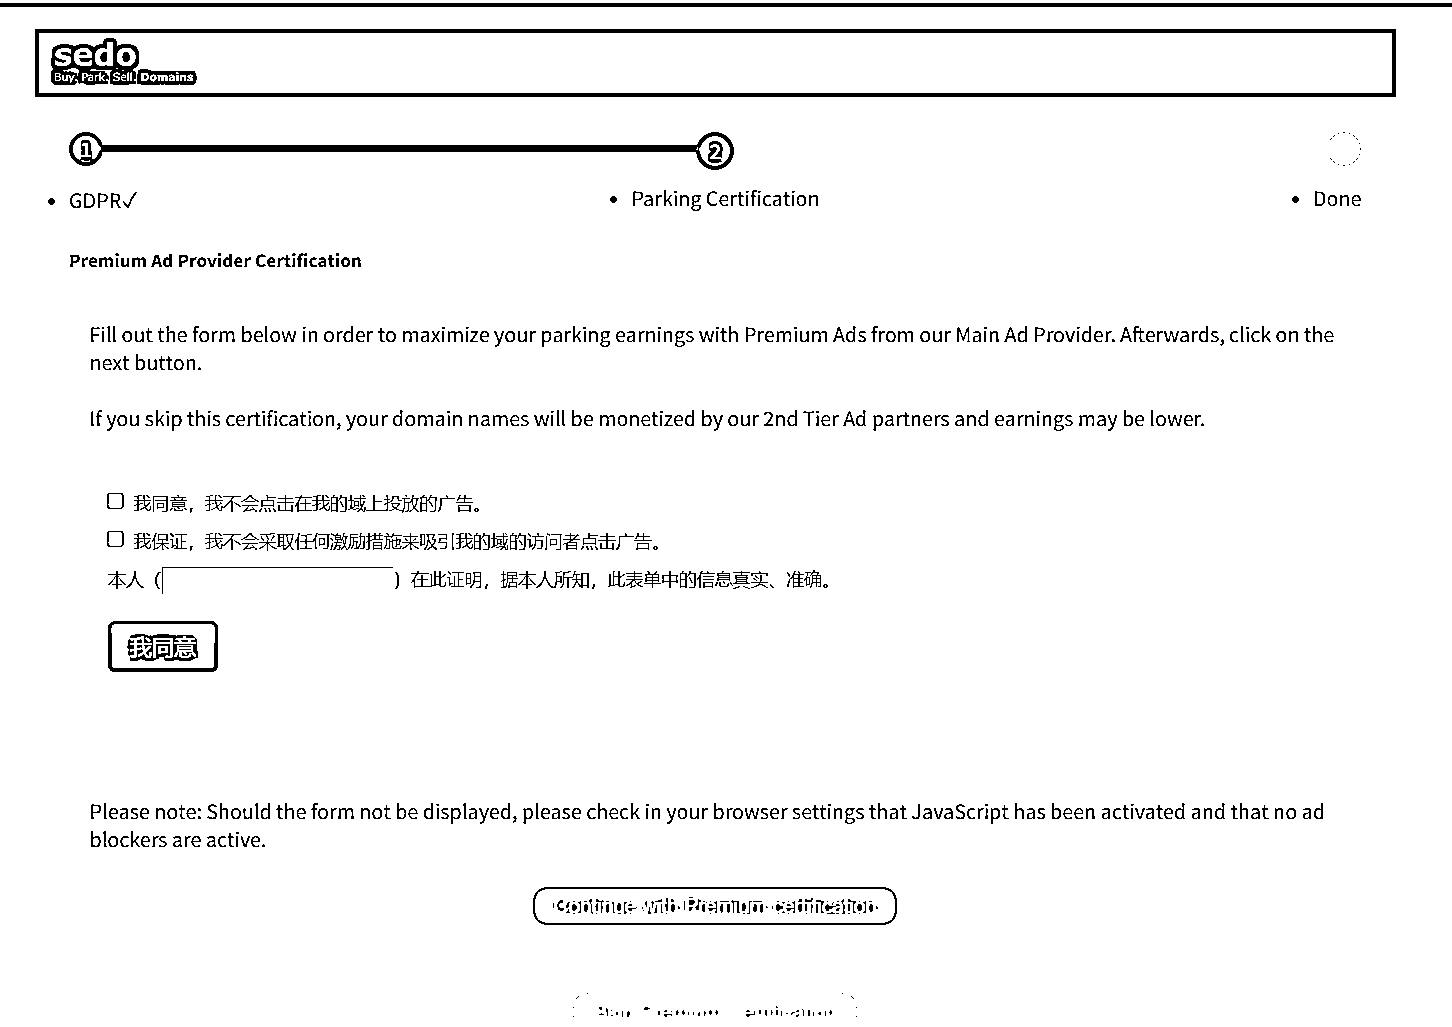 sedo
Buy. Park. Sell. Domains
1
2
GDPR✓
Parking Certification
Done
Premium Ad Provider Certification
Fill out the form below in order to maximize your parking earnings with Premium Ads from our Main Ad Provider. Afterwards, click on the
next button.
If you skip this certification, your domain names will be monetized by our 2nd Tier Ad partners and earnings may be lower.
我同意，我不会点击在我的域上投放的广告。
我保证，我不会采取任何激励措施来吸引我的域的访问者点击广告。
本人（ ）在此证明，据本人所知，此表单中的信息真实、准确。
我同意
Please note: Should the form not be displayed, please check in your browser settings that JavaScript has been activated and that no ad
blockers are active.
Continue with Premium certification